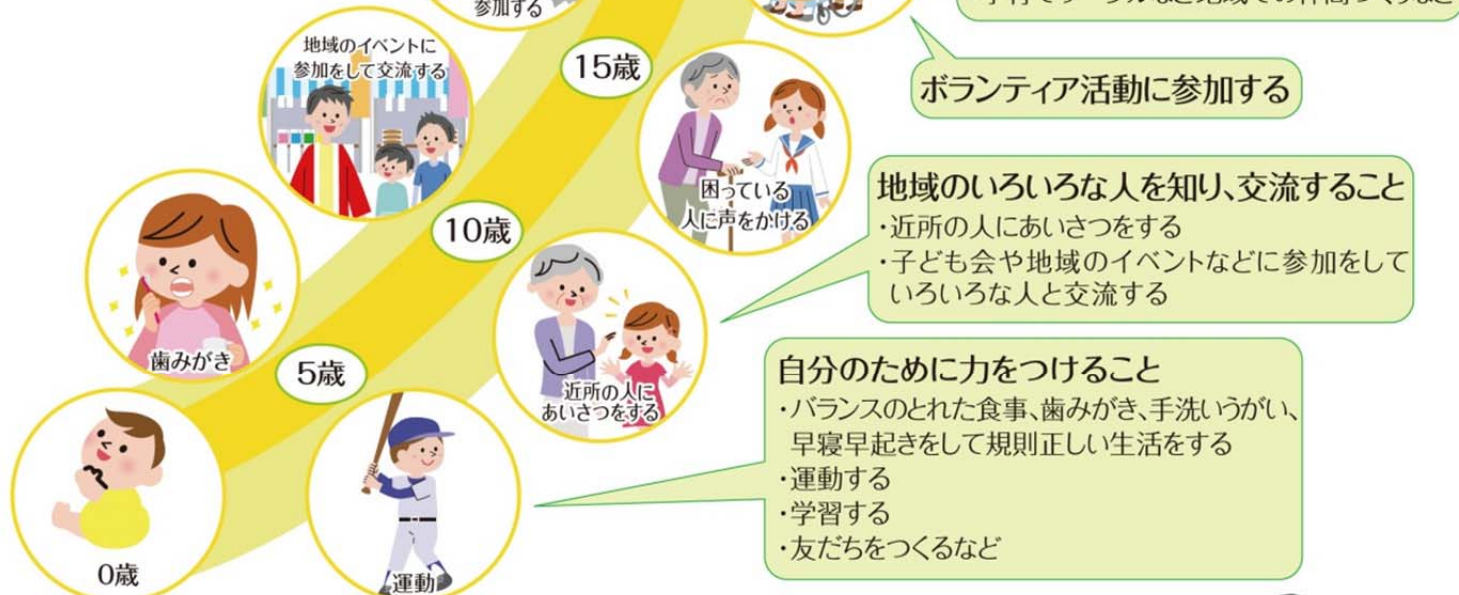 参加する
地域のイベントに
参加をして交流する
15歳
ボランティア活動に参加する
困っている
人に声をかける
地域のいろいろな人を知り、交流すること
・近所の人にあいさつをする
・子ども会や地域のイベントなどに参加をして
いろいろな人と交流する
10歳
歯みがき
5歳
近所の人に
あいさつをする
自分のために力をつけること
・バランスのとれた食事、歯みがき、手洗いうがい、
早寝早起きをして規則正しい生活をする
・運動する
・学習する
・友だちをつくるなど
0歳
運動